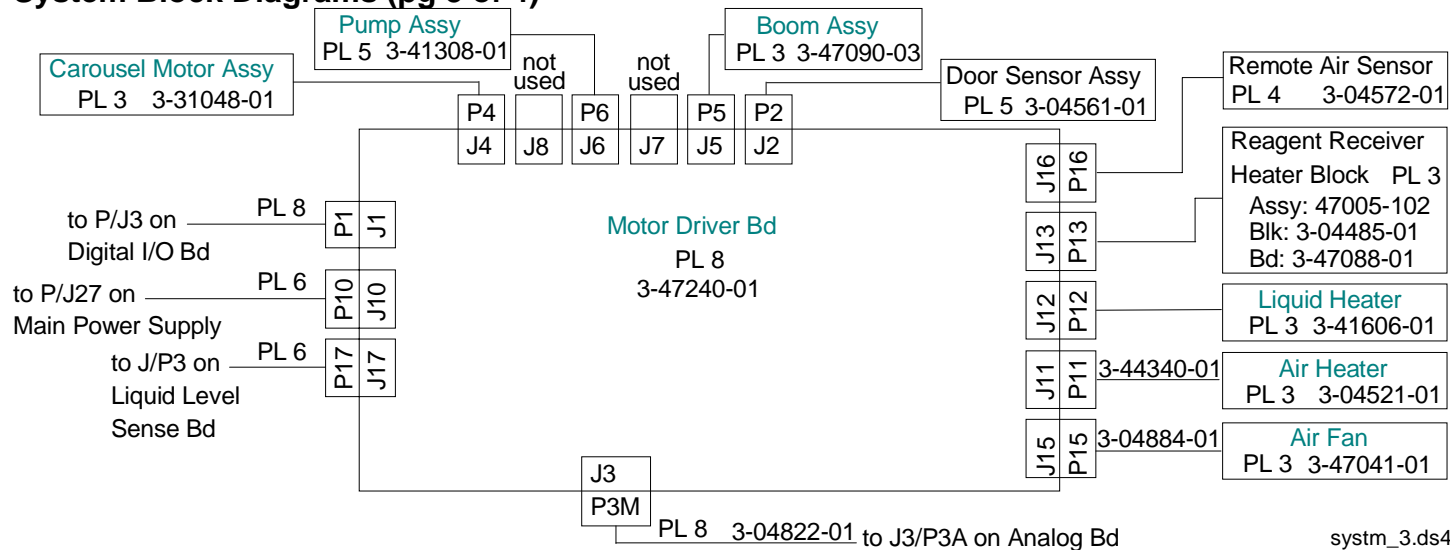 System Block Diagrams (pg 3 of 4)
Pump Assy
PL 5 3-41308-01
Boom Assy
PL 3 3-47090-03
Carousel Motor Assy
PL 3 3-31048-01
not
used
not
used
Door Sensor Assy
PL 5 3-04561-01
Remote Air Sensor
PL 4 3-04572-01
P4 P6 P5 P2
J4 J8 J6 J7 J5 J2
Reagent Receiver
Heater Block PL 3
Assy: 47005-102
Blk: 3-04485-01
Bd: 3-47088-01
J16 P16
J13 P13
to P/J3 on
Digital I/O Bd
PL 8
P1 J1
Motor Driver Bd
PL 8
3-47240-01
to P/J27 on
Main Power Supply
PL 6
P10 J10
J12 P12
Liquid Heater
PL 3 3-41606-01
to J/P3 on
Liquid Level
Sense Bd
PL 6
P17 J17
J11 P11
3-44340-01
Air Heater
PL 3 3-04521-01
J15 P15
3-04884-01
Air Fan
PL 3 3-47041-01
J3
P3M
PL 8 3-04822-01 to J3/P3A on Analog Bd
systm_3.ds4